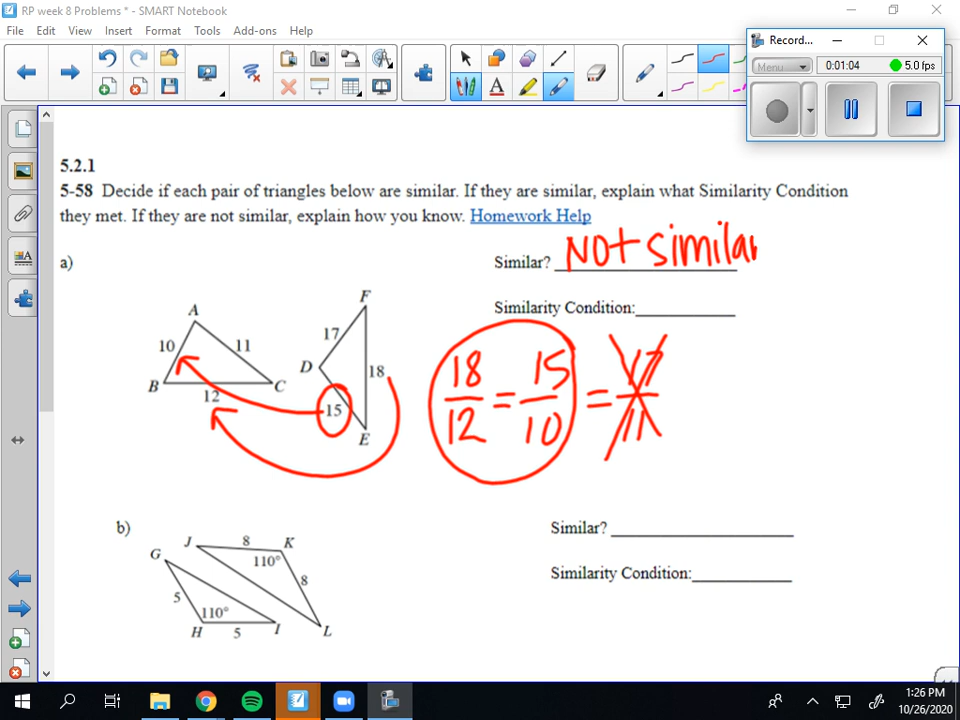 RP week 8 Problems * - SMART Notebook
File Edit View Insert Format Tools Add-ons Help
Record...
Menu 0:01:04 5.0 fps
5.2.1
5-58 Decide if each pair of triangles below are similar. If they are similar, explain what Similarity Condition
they met. If they are not similar, explain how you know. Homework Help
a)
Similar? Not similar
Similarity Condition:
A
F
10
11
17
D
18
B
C
12
15
E
18/12 = 15/10 = 17/11
b)
Similar?
Similarity Condition:
J 8 K
G
110°
5
8
110°
H 5 I L
1:26 PM
10/26/2020